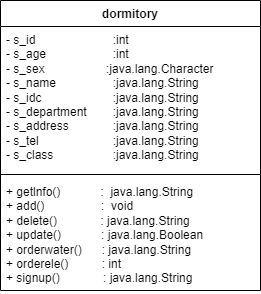 dormitory
- s_id :int
- s_age :int
- s_sex :java.lang.Character
- s_name :java.lang.String
- s_idc :java.lang.String
- s_department :java.lang.String
- s_address :java.lang.String
- s_tel :java.lang.String
- s_class :java.lang.String
+ getInfo() : java.lang.String
+ add() : void
+ delete() : java.lang.String
+ update() : java.lang.Boolean
+ orderwater() : java.lang.String
+ orderele() : int
+ signup() : java.lang.String